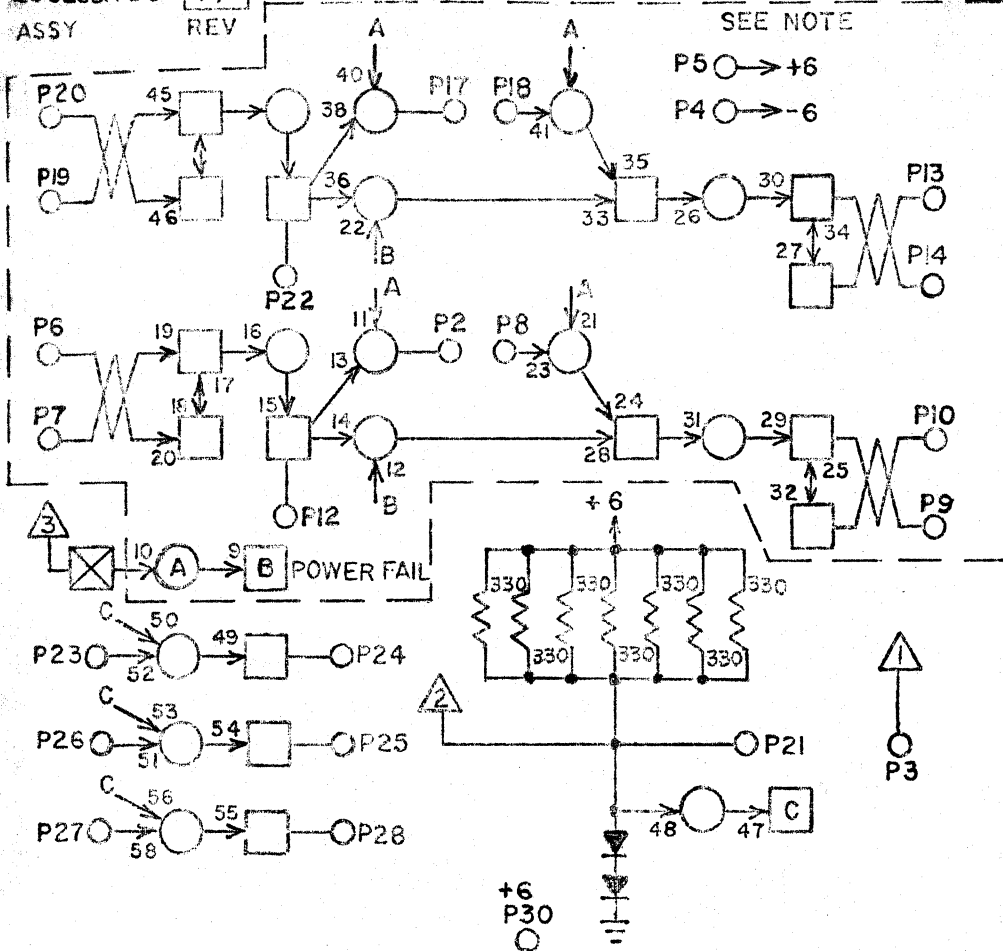 ASSY REV
SEE NOTE
A A
P5 +6
P4 -6
P20 45 40 P17 P18
38 41
P19 46 36 35 30 P13
22 33 26 34
B 27 P14
P22
A A
P6 19 16 11 P2 P8 21
17 13 23
P7 18 15 14 24 31 29 P10
20 12 28 25
B 32 P9
P12
3 +6
10 A 9 B POWER FAIL
330 330 330 330
330 330 330
C 50 49
P23 52 P24
1
2
C 53 54
P26 51 P25
P21
P3
C 56 55
P27 58 P28
48 47 C
+6
P30